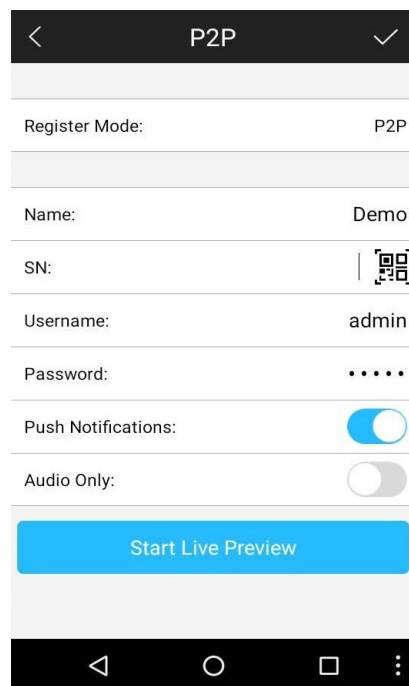 P2P
Register Mode: P2P
Name: Demo
SN:
Username: admin
Password: •••••
Push Notifications:
Audio Only:
Start Live Preview